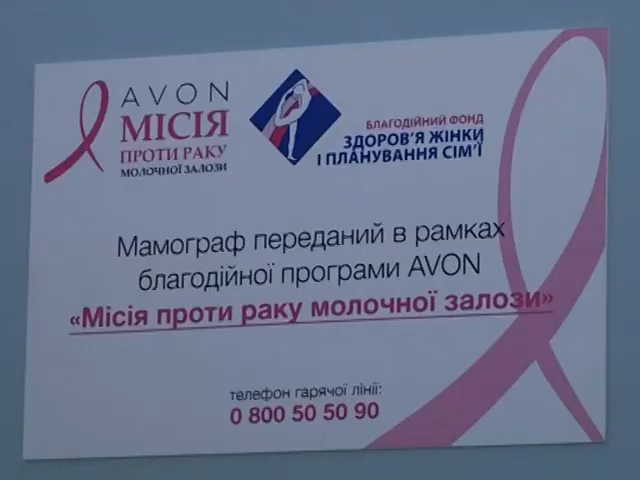 AVON
МІСІЯ
ПРОТИ РАКУ
МОЛОЧНОЇ ЗАЛОЗИ
БЛАГОДІЙНИЙ ФОНД
ЗДОРОВ'Я ЖІНКИ
І ПЛАНУВАННЯ СІМ'Ї
Мамограф переданий в рамках
благодійної програми AVON
«Місія проти раку молочної залози»
телефон гарячої лінії:
0 800 50 50 90